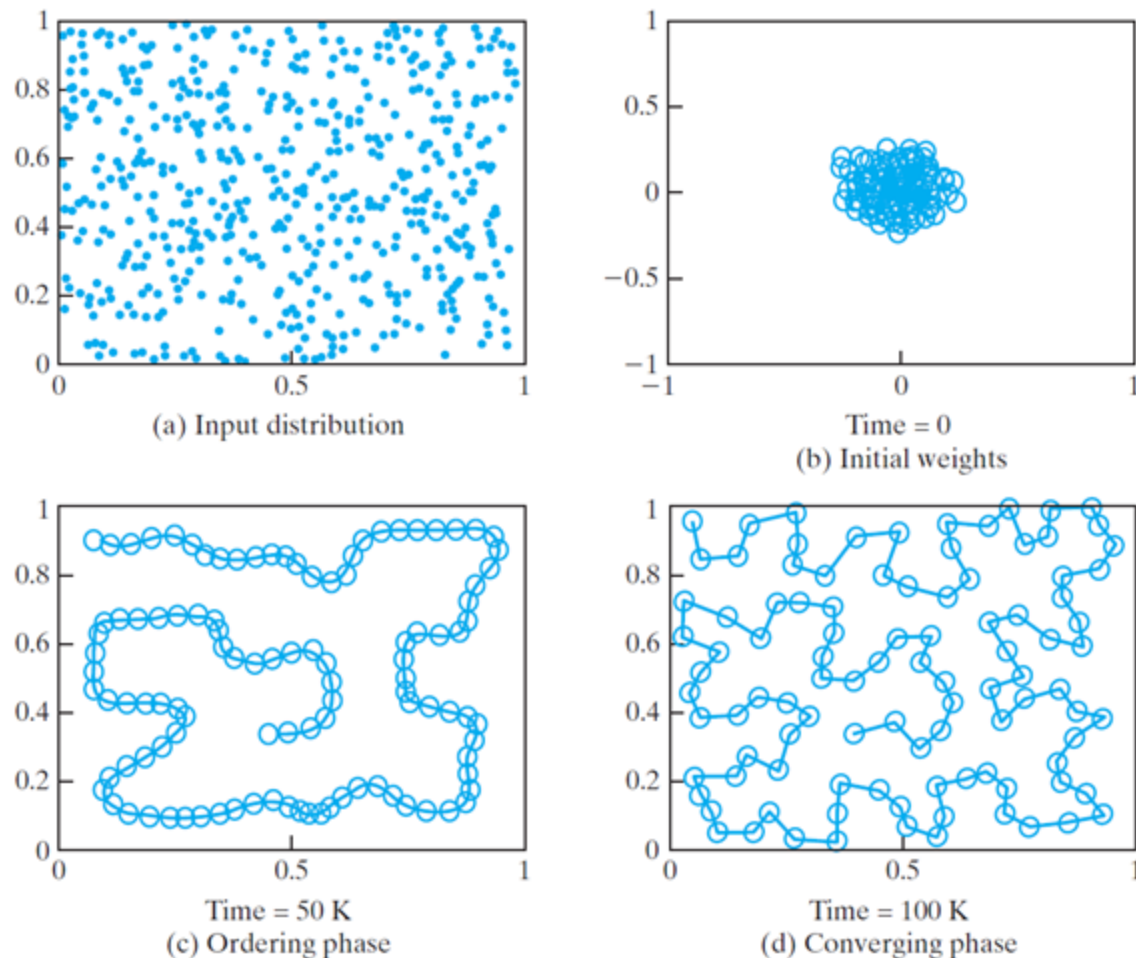 1
0.8
0.6
0.4
0.2
0
0 0.5 1
(a) Input distribution
1
0.5
0
−0.5
−1
−1 0 1
Time = 0
(b) Initial weights
1
0.8
0.6
0.4
0.2
0
0 0.5 1
Time = 50 K
(c) Ordering phase
1
0.8
0.6
0.4
0.2
0
0 0.5 1
Time = 100 K
(d) Converging phase